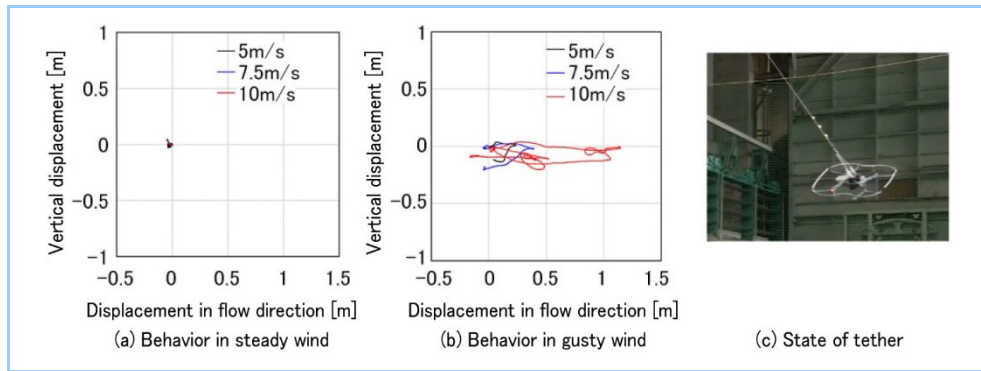 Vertical displacement [m]
1
0.5
0
-0.5
-1
-0.5 0 0.5 1 1.5
5m/s
7.5m/s
10m/s
Displacement in flow direction [m]
(a) Behavior in steady wind
Vertical displacement [m]
1
0.5
0
-0.5
-1
-0.5 0 0.5 1 1.5
5m/s
7.5m/s
10m/s
Displacement in flow direction [m]
(b) Behavior in gusty wind
(c) State of tether